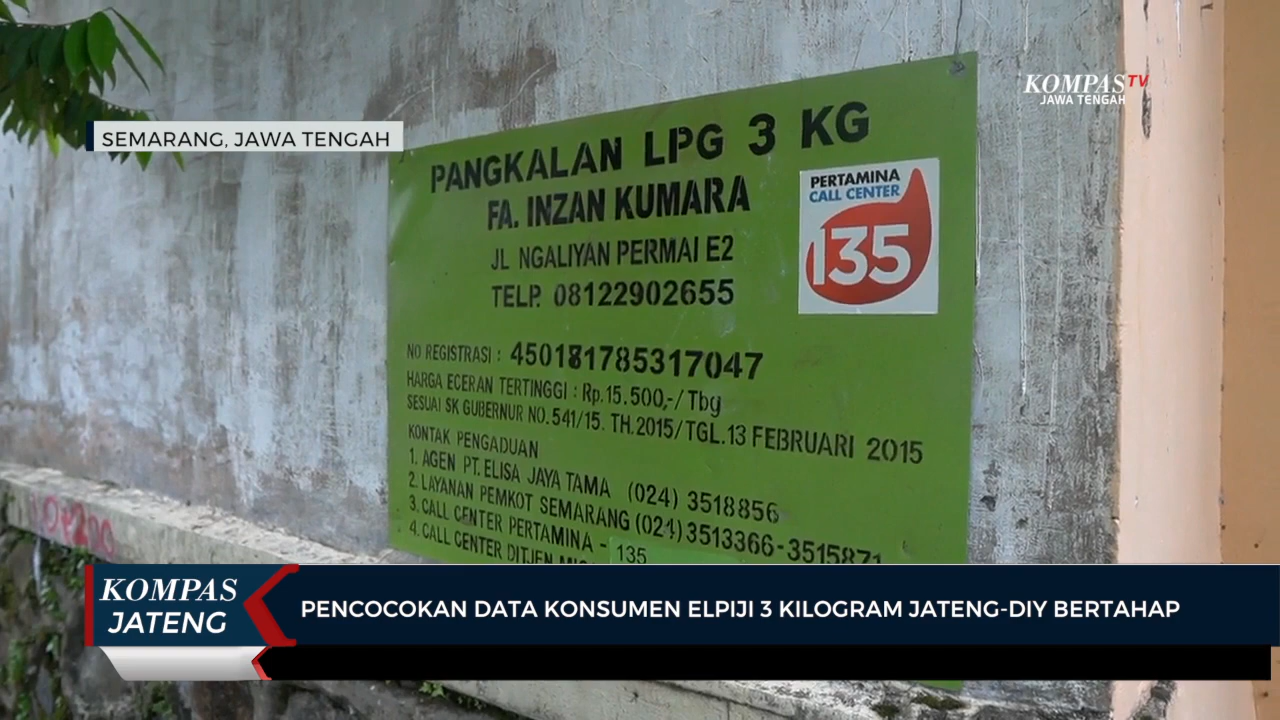 KOMPAS TV
JAWA TENGAH
SEMARANG, JAWA TENGAH
PANGKALAN LPG 3 KG
FA. INZAN KUMARA
JL NGALIYAN PERMAI E2
TELP. 08122902655
PERTAMINA
CALL CENTER
135
NO REGISTRASI : 450181785317047
HARGA ECERAN TERTINGGI : Rp.15.500,-/Tbg
SESUAI SK GUBERNUR NO.541/15. TH.2015/TGL.13 FEBRUARI 2015
KONTAK PENGADUAN
1. AGEN PT.ELISA JAYA TAMA (024) 3518856
2. LAYANAN PEMKOT SEMARANG (024) 3513366-3515871
3. CALL CENTER PERTAMINA - 135
4. CALL CENTER DITJEN
KOMPAS
JATENG
PENCOCOKAN DATA KONSUMEN ELPIJI 3 KILOGRAM JATENG-DIY BERTAHAP